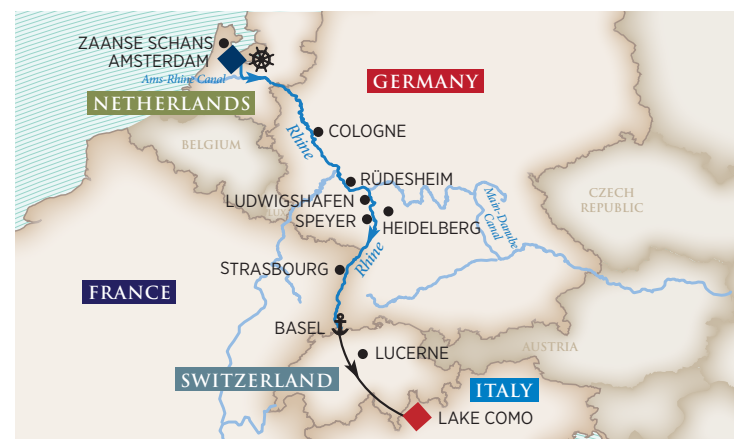 ZAANSE SCHANS
AMSTERDAM
Ams-Rhine Canal
NETHERLANDS
GERMANY
BELGIUM
Rhine
COLOGNE
RÜDESHEIM
LUDWIGSHAFEN
LUX
SPEYER
HEIDELBERG
Main-Danube
Canal
CZECH
REPUBLIC
Rhine
STRASBOURG
FRANCE
BASEL
LUCERNE
AUSTRIA
SWITZERLAND
ITALY
LAKE COMO